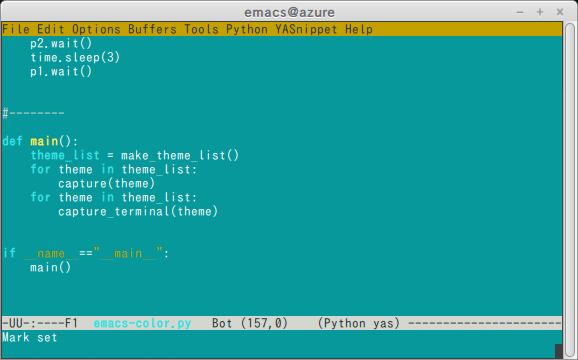 emacs@azure
File Edit Options Buffers Tools Python YASnippet Help
    p2.wait()
    time.sleep(3)
    p1.wait()
#--------
def main():
    theme_list = make_theme_list()
    for theme in theme_list:
        capture(theme)
    for theme in theme_list:
        capture_terminal(theme)
if __name__=="__main__":
    main()
-UU-:----F1  emacs-color.py   Bot (157,0)    (Python yas) ----------------------
Mark set